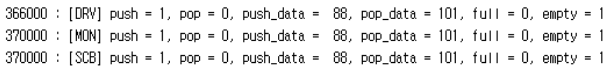 366000 : [DRV] push = 1, pop = 0, push_data =  88, pop_data = 101, full = 0, empty = 1
370000 : [MON] push = 1, pop = 0, push_data =  88, pop_data = 101, full = 0, empty = 1
370000 : [SCB] push = 1, pop = 0, push_data =  88, pop_data = 101, full = 0, empty = 1